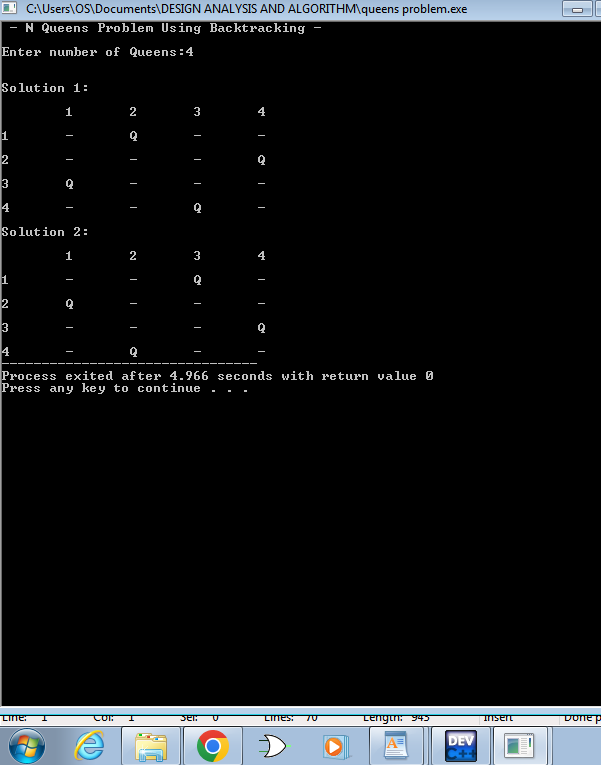 C:\Users\OS\Documents\DESIGN ANALYSIS AND ALGORITHM\queens problem.exe
- N Queens Problem Using Backtracking -
Enter number of Queens:4
Solution 1:
1 2 3 4
1 - Q - -
2 - - - Q
3 Q - - -
4 - - Q -
Solution 2:
1 2 3 4
1 - - Q -
2 Q - - -
3 - - - Q
4 - Q - -
--------------------------------
Process exited after 4.966 seconds with return value 0
Press any key to continue . . .
Line: 1 Col: 1 Sel: 0 Lines: 70 Length: 943 Insert Done p
DEV
C++